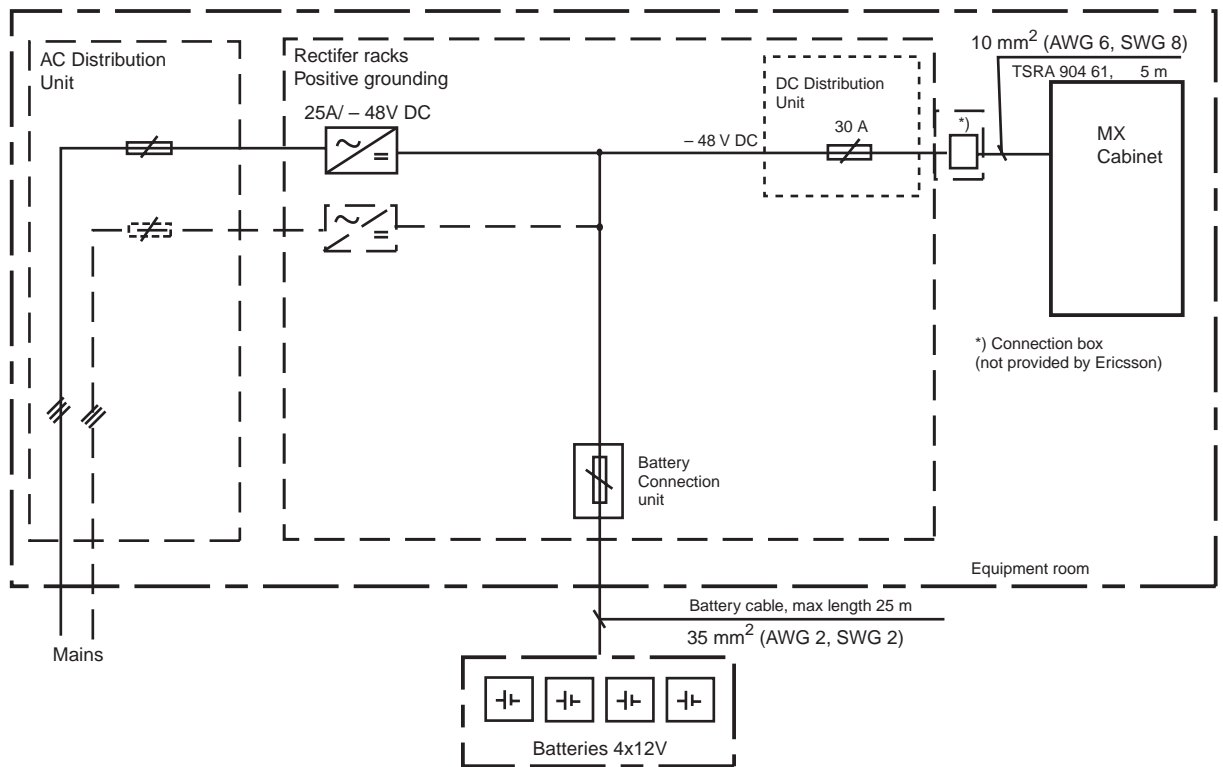 AC Distribution
Unit
Rectifer racks
Positive grounding
25A/ – 48V DC
DC Distribution
Unit
30 A
– 48 V DC
*)
10 mm2 (AWG 6, SWG 8)
TSRA 904 61, 5 m
MX
Cabinet
*) Connection box
(not provided by Ericsson)
Battery
Connection
unit
Equipment room
Battery cable, max length 25 m
35 mm2 (AWG 2, SWG 2)
Mains
Batteries 4x12V